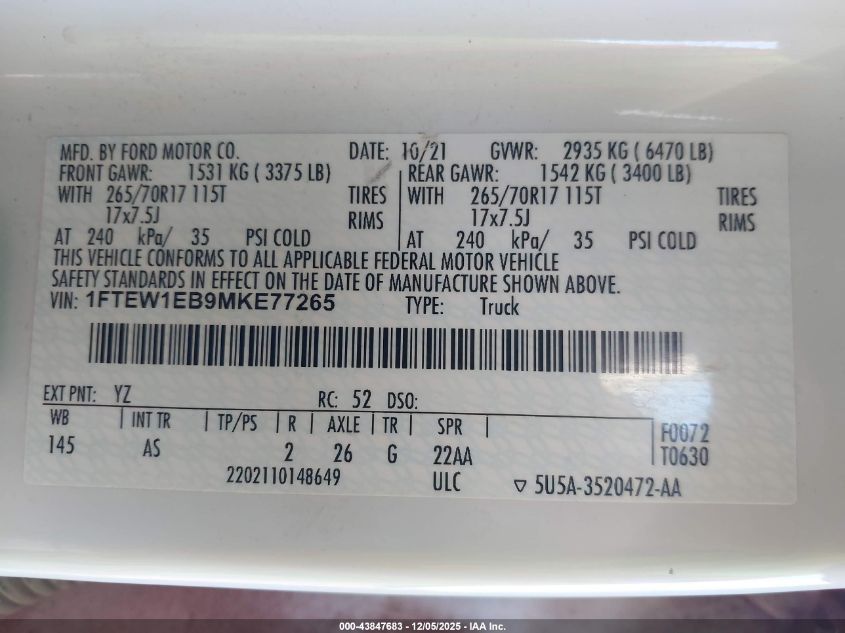 MFD. BY FORD MOTOR CO. DATE: 10/21 GVWR: 2935 KG ( 6470 LB)
FRONT GAWR: 1531 KG ( 3375 LB) REAR GAWR: 1542 KG ( 3400 LB)
WITH 265/70R17 115T TIRES WITH 265/70R17 115T TIRES
17x7.5J RIMS 17x7.5J RIMS
AT 240 kPa/ 35 PSI COLD AT 240 kPa/ 35 PSI COLD
THIS VEHICLE CONFORMS TO ALL APPLICABLE FEDERAL MOTOR VEHICLE
SAFETY STANDARDS IN EFFECT ON THE DATE OF MANUFACTURE SHOWN ABOVE.
VIN: 1FTEW1EB9MKE77265 TYPE: Truck
EXT PNT: YZ RC: 52 DSO:
WB INT TR TP/PS R AXLE TR SPR F0072
145 AS 2 26 G 22AA T0630
2202110148649 ULC ▽ 5U5A-3520472-AA
000-43847683 - 12/05/2025 - IAA Inc.